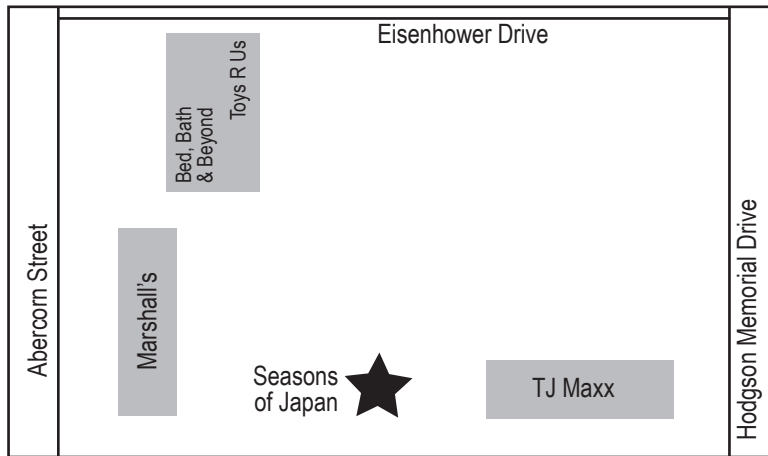 Eisenhower Drive
Toys R Us
Bed, Bath
& Beyond
Abercorn Street
Marshall's
Seasons
of Japan
TJ Maxx
Hodgson Memorial Drive